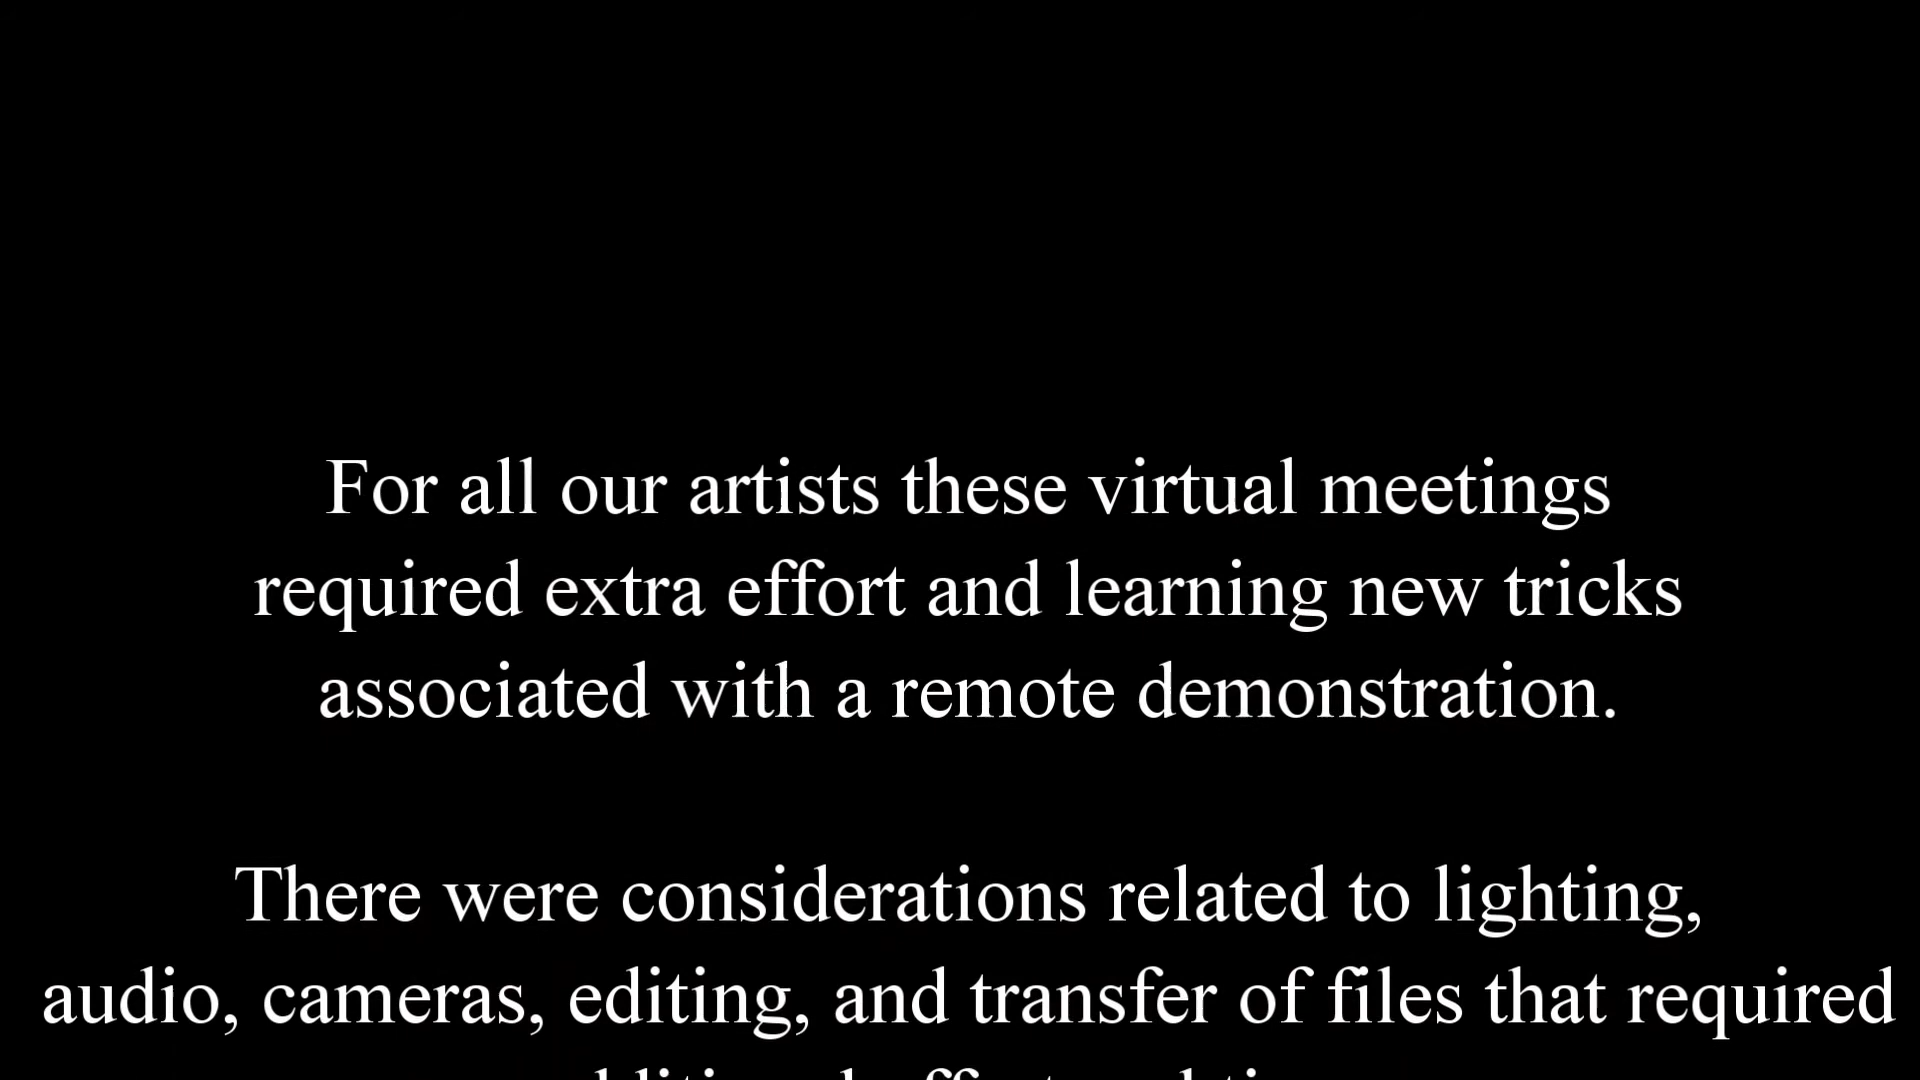 For all our artists these virtual meetings
required extra effort and learning new tricks
associated with a remote demonstration.
There were considerations related to lighting,
audio, cameras, editing, and transfer of files that required